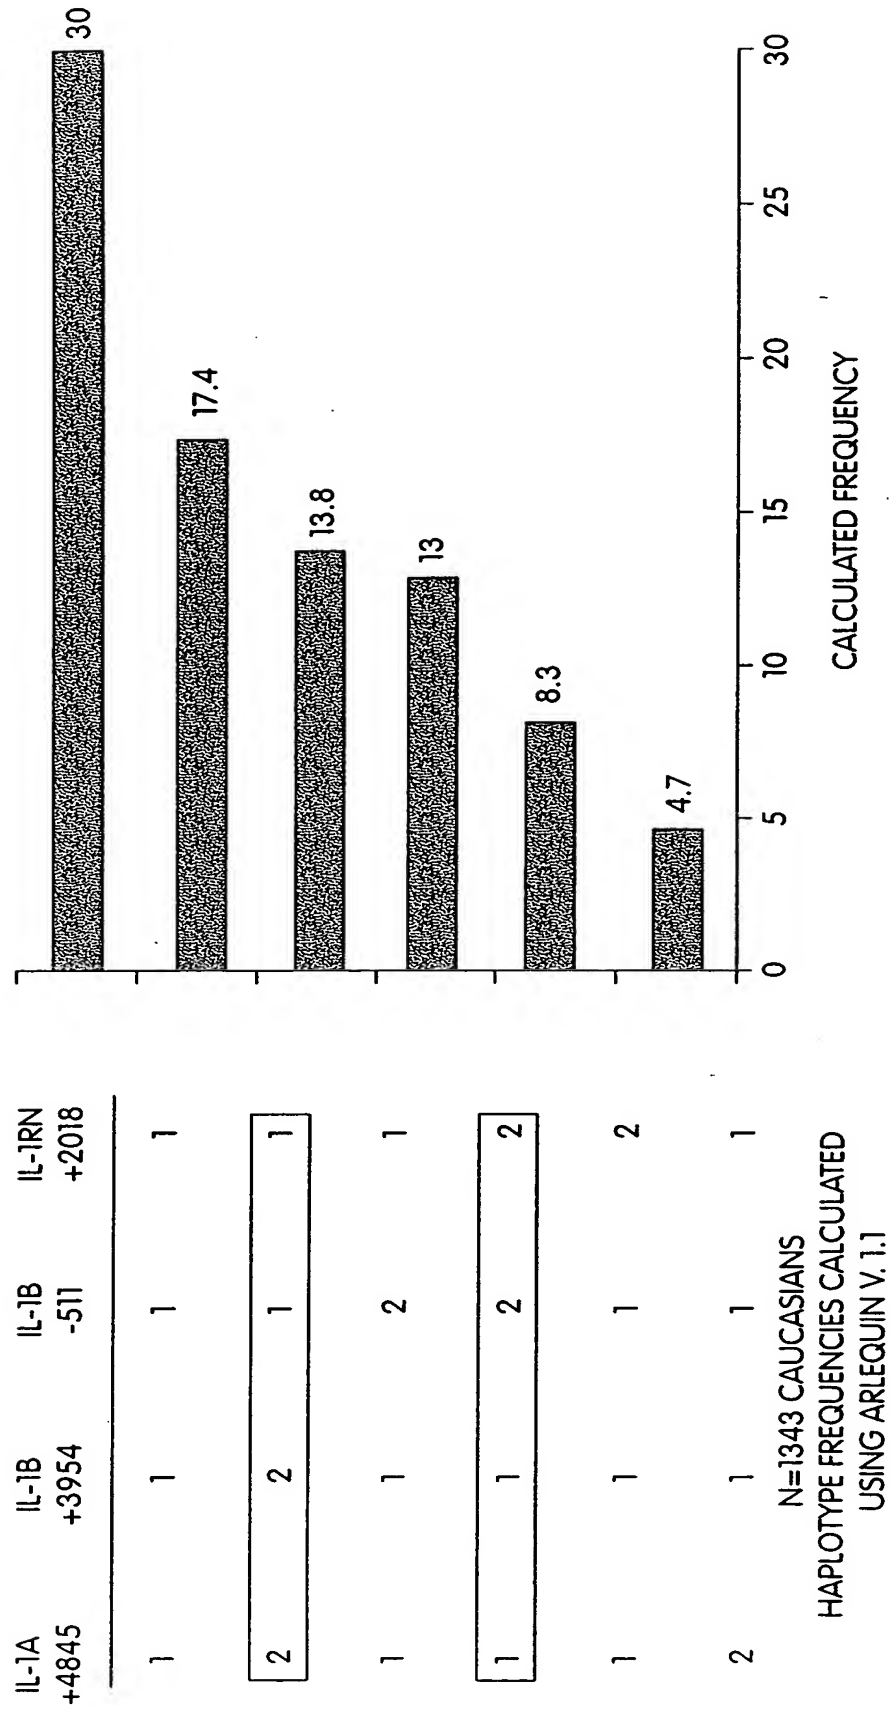 IL-1A IL-1B IL-1B IL-1RN
+4845 +3954 -511 +2018
1 1 1 1 30
2 2 1 1 17.4
1 1 2 1 13.8
1 1 2 2 13
1 1 1 2 8.3
2 1 1 1 4.7
0 5 10 15 20 25 30
CALCULATED FREQUENCY
N=1343 CAUCASIANS
HAPLOTYPE FREQUENCIES CALCULATED
USING ARLEQUIN V. 1.1